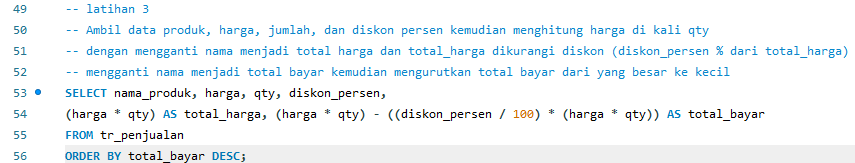 49 -- latihan 3
50 -- Ambil data produk, harga, jumlah, dan diskon persen kemudian menghitung harga di kali qty
51 -- dengan mengganti nama menjadi total harga dan total_harga dikurangi diskon (diskon_persen % dari total_harga)
52 -- mengganti nama menjadi total bayar kemudian mengurutkan total bayar dari yang besar ke kecil
53 SELECT nama_produk, harga, qty, diskon_persen,
54 (harga * qty) AS total_harga, (harga * qty) - ((diskon_persen / 100) * (harga * qty)) AS total_bayar
55 FROM tr_penjualan
56 ORDER BY total_bayar DESC;